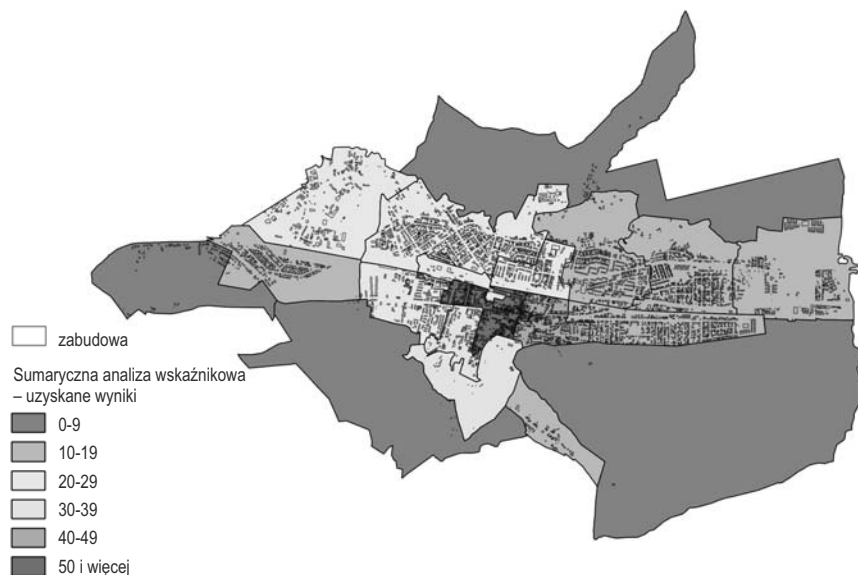 zabudowa
Sumaryczna analiza wskaźnikowa
– uzyskane wyniki
0-9
10-19
20-29
30-39
40-49
50 i więcej